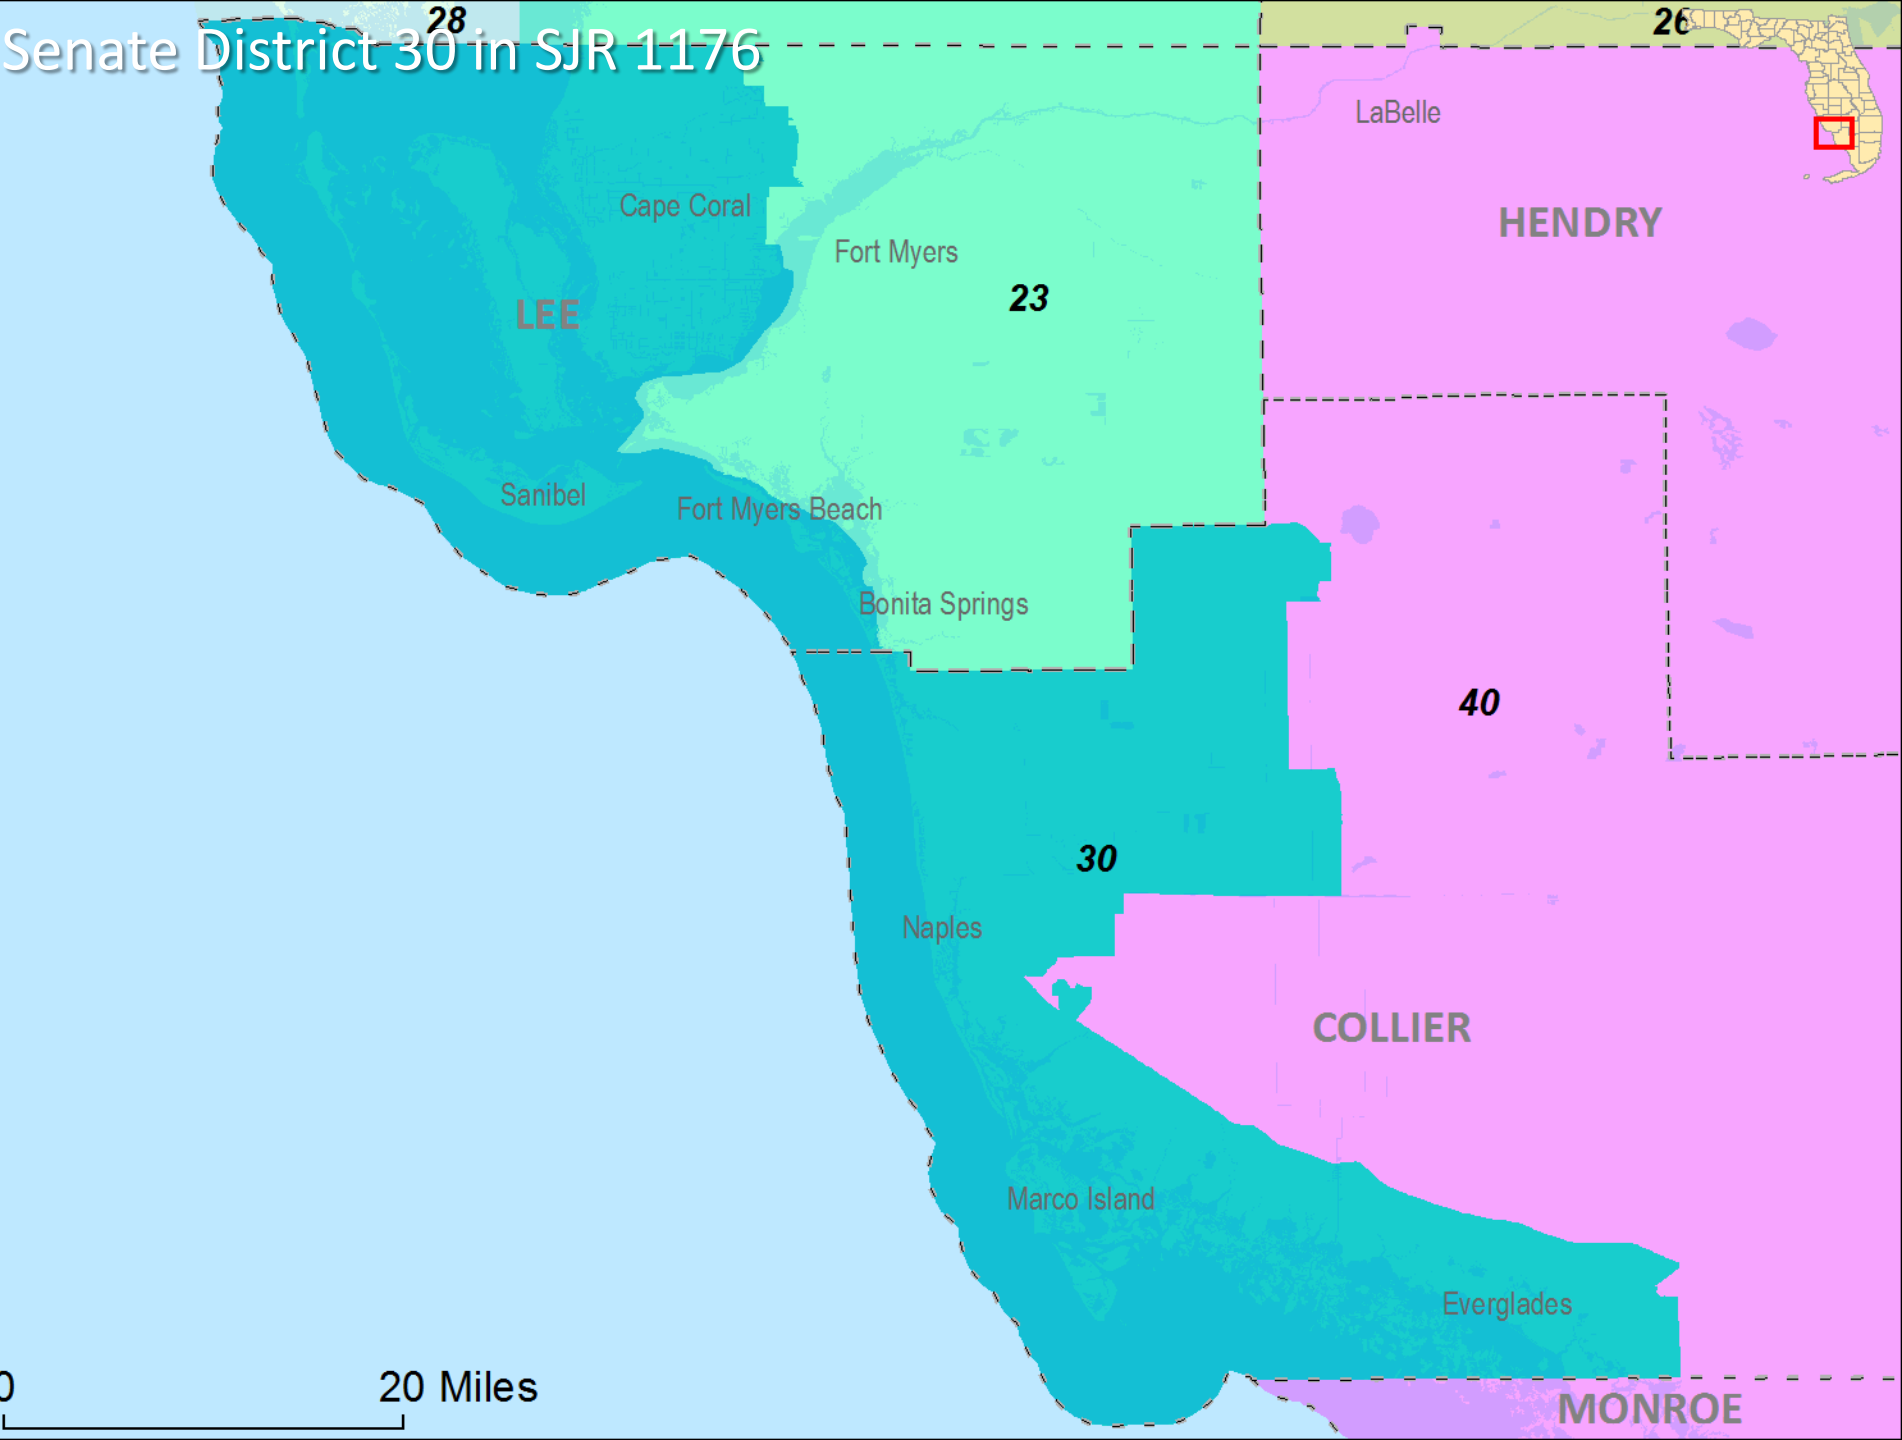 28
26
Senate District 30 in SJR 1176
LaBelle
Cape Coral
HENDRY
Fort Myers
23
LEE
Sanibel
Fort Myers Beach
Bonita Springs
40
30
Naples
COLLIER
Marco Island
Everglades
0
20 Miles
MONROE